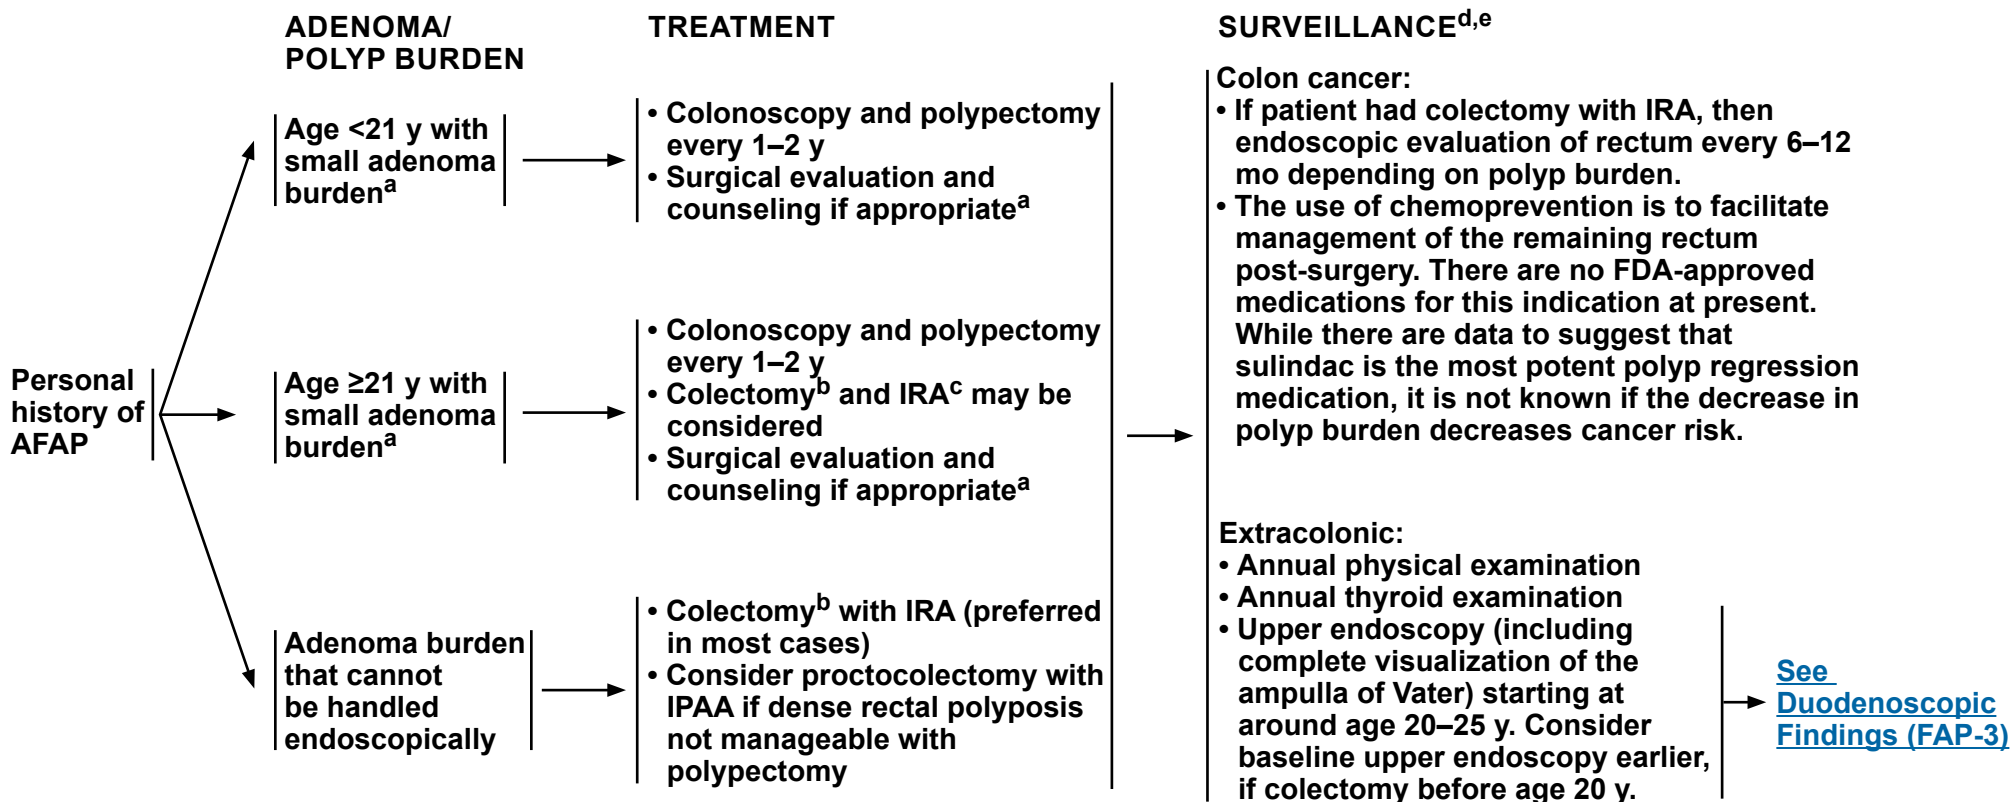 ADENOMA/
POLYP BURDEN
TREATMENT
SURVEILLANCEd,e
Personal
history of
AFAP
Age <21 y with
small adenoma
burdena
• Colonoscopy and polypectomy
every 1–2 y
• Surgical evaluation and
counseling if appropriatea
Age ≥21 y with
small adenoma
burdena
• Colonoscopy and polypectomy
every 1–2 y
• Colectomyb and IRAc may be
considered
• Surgical evaluation and
counseling if appropriatea
Adenoma burden
that cannot
be handled
endoscopically
• Colectomyb with IRA (preferred
in most cases)
• Consider proctocolectomy with
IPAA if dense rectal polyposis
not manageable with
polypectomy
Colon cancer:
• If patient had colectomy with IRA, then
endoscopic evaluation of rectum every 6–12
mo depending on polyp burden.
• The use of chemoprevention is to facilitate
management of the remaining rectum
post-surgery. There are no FDA-approved
medications for this indication at present.
While there are data to suggest that
sulindac is the most potent polyp regression
medication, it is not known if the decrease in
polyp burden decreases cancer risk.
Extracolonic:
• Annual physical examination
• Annual thyroid examination
• Upper endoscopy (including
complete visualization of the
ampulla of Vater) starting at
around age 20–25 y. Consider
baseline upper endoscopy earlier,
if colectomy before age 20 y.
See
Duodenoscopic
Findings (FAP-3)